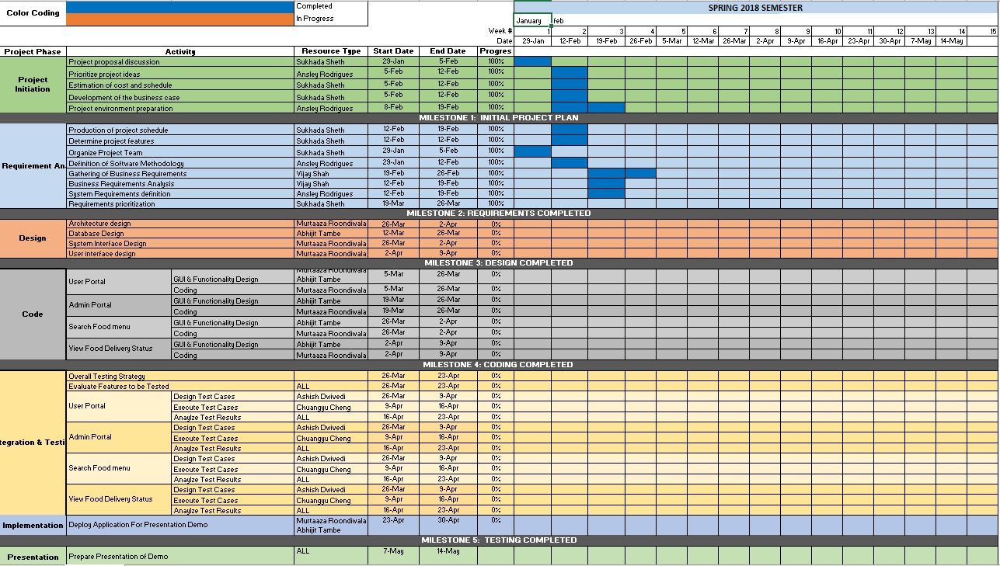 Color Coding Completed SPRING 2018 SEMESTER
In Progress
January feb
Week # 1 2 3 4 5 6 7 8 9 10 11 12 13 14 15
Date 29-Jan 12-Feb 19-Feb 26-Feb 5-Mar 12-Mar 26-Mar 2-Apr 9-Apr 16-Apr 23-Apr 30-Apr 7-May 14-May
Project Phase Activity Resource Type Start Date End Date Progres
Project Initiation
Project proposal discussion Sukhada Sheth 29-Jan 5-Feb 100%
Prioritize project ideas Ansley Rodrigues 5-Feb 12-Feb 100%
Estimation of cost and schedule Sukhada Sheth 5-Feb 12-Feb 100%
Development of the business case Sukhada Sheth 5-Feb 12-Feb 100%
Project environment preparation Ansley Rodrigues 8-Feb 19-Feb 100%
MILESTONE 1: INITIAL PROJECT PLAN
Requirement An
Production of project schedule Sukhada Sheth 12-Feb 19-Feb 100%
Determine project features Sukhada Sheth 12-Feb 12-Feb 100%
Organize Project Team Sukhada Sheth 29-Jan 5-Feb 100%
Definition of Software Methodology Ansley Rodrigues 29-Jan 12-Feb 100%
Gathering of Business Requirements Vijay Shah 19-Feb 26-Feb 100%
Business Requirements Analysis Vijay Shah 12-Feb 19-Feb 100%
System Requirements definition Ansley Rodrigues 12-Feb 19-Feb 100%
Requirements prioritization Sukhada Sheth 19-Mar 26-Mar 100%
MILESTONE 2: REQUIREMENTS COMPLETED
Design
Architecture design Murtaaza Roondiwala 26-Mar 2-Apr 0%
Database Design Abhijit Tambe 12-Mar 26-Mar 0%
System Interface Design Murtaaza Roondiwala 26-Mar 2-Apr 0%
User interface design Murtaaza Roondiwala 2-Apr 9-Apr 0%
MILESTONE 3: DESIGN COMPLETED
Code
Murtaaza Roondiwala
User Portal GUI & Functionality Design Abhijit Tambe 5-Mar 26-Mar 0%
Coding Murtaaza Roondiwala 5-Mar 26-Mar 0%
Admin Portal GUI & Functionality Design Abhijit Tambe 19-Mar 26-Mar 0%
Coding Murtaaza Roondiwala 19-Mar 26-Mar 0%
Search Food menu GUI & Functionality Design Abhijit Tambe 26-Mar 2-Apr 0%
Coding Murtaaza Roondiwala 26-Mar 2-Apr 0%
View Food Delivery Status GUI & Functionality Design Abhijit Tambe 2-Apr 9-Apr 0%
Coding Murtaaza Roondiwala 2-Apr 9-Apr 0%
MILESTONE 4: CODING COMPLETED
tegration & Testi
Overall Testing Strategy 26-Mar 23-Apr 0%
Evaluate Features to be Tested ALL 26-Mar 23-Apr 0%
User Portal Design Test Cases Ashish Dwivedi 26-Mar 9-Apr 0%
Execute Test Cases Chuangyu Cheng 9-Apr 16-Apr 0%
Anaylze Test Results ALL 16-Apr 23-Apr 0%
Admin Portal Design Test Cases Ashish Dwivedi 26-Mar 9-Apr 0%
Execute Test Cases Chuangyu Cheng 9-Apr 16-Apr 0%
Anaylze Test Results ALL 16-Apr 23-Apr 0%
Search Food menu Design Test Cases Ashish Dwivedi 26-Mar 9-Apr 0%
Execute Test Cases Chuangyu Cheng 9-Apr 16-Apr 0%
Anaylze Test Results ALL 16-Apr 23-Apr 0%
View Food Delivery Status Design Test Cases Ashish Dwivedi 26-Mar 9-Apr 0%
Execute Test Cases Chuangyu Cheng 9-Apr 16-Apr 0%
Anaylze Test Results ALL 16-Apr 23-Apr 0%
Implementation Deploy Application For Presentation Demo Murtaaza Roondiwala 23-Apr 30-Apr 0%
Abhijit Tambe
MILESTONE 5: TESTING COMPLETED
Presentation Prepare Presentation of Demo ALL 7-May 14-May